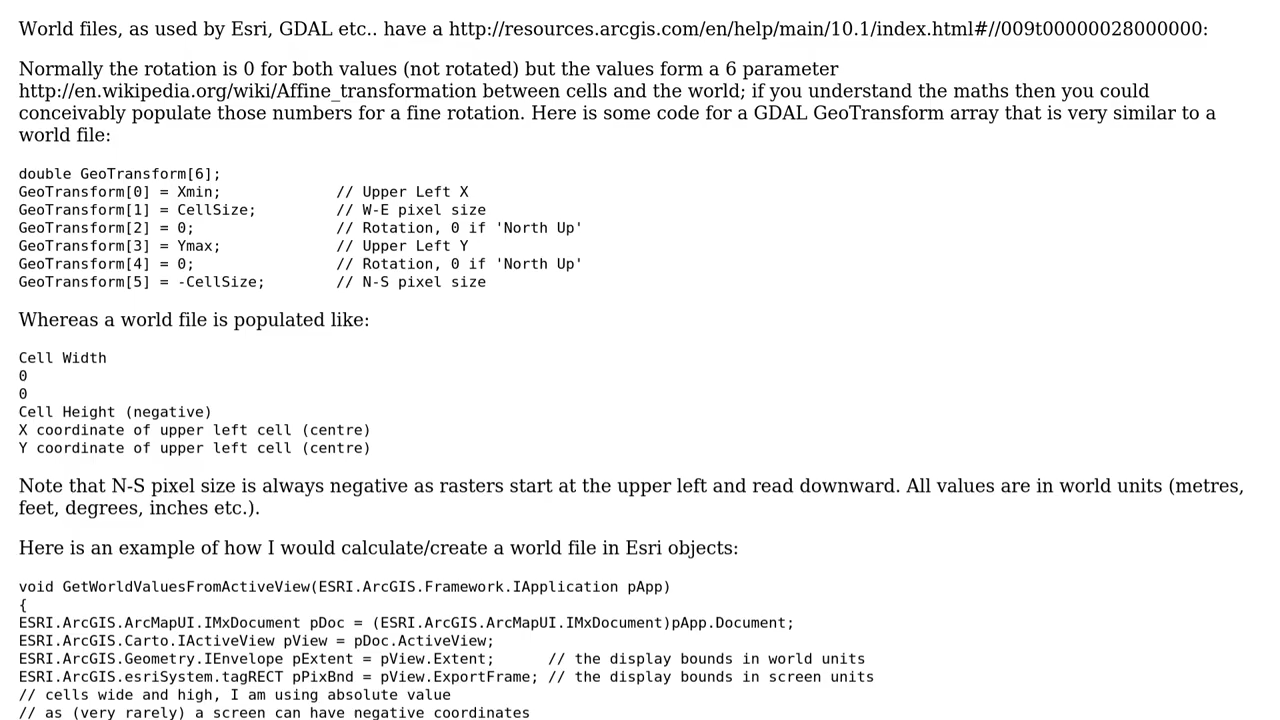 World files, as used by Esri, GDAL etc.. have a http://resources.arcgis.com/en/help/main/10.1/index.html#//009t00000028000000:
Normally the rotation is 0 for both values (not rotated) but the values form a 6 parameter
http://en.wikipedia.org/wiki/Affine_transformation between cells and the world; if you understand the maths then you could
conceivably populate those numbers for a fine rotation. Here is some code for a GDAL GeoTransform array that is very similar to a
world file:
double GeoTransform[6];
GeoTransform[0] = Xmin;             // Upper Left X
GeoTransform[1] = CellSize;         // W-E pixel size
GeoTransform[2] = 0;                // Rotation, 0 if 'North Up'
GeoTransform[3] = Ymax;             // Upper Left Y
GeoTransform[4] = 0;                // Rotation, 0 if 'North Up'
GeoTransform[5] = -CellSize;        // N-S pixel size
Whereas a world file is populated like:
Cell Width
0
0
Cell Height (negative)
X coordinate of upper left cell (centre)
Y coordinate of upper left cell (centre)
Note that N-S pixel size is always negative as rasters start at the upper left and read downward. All values are in world units (metres,
feet, degrees, inches etc.).
Here is an example of how I would calculate/create a world file in Esri objects:
void GetWorldValuesFromActiveView(ESRI.ArcGIS.Framework.IApplication pApp)
{
ESRI.ArcGIS.ArcMapUI.IMxDocument pDoc = (ESRI.ArcGIS.ArcMapUI.IMxDocument)pApp.Document;
ESRI.ArcGIS.Carto.IActiveView pView = pDoc.ActiveView;
ESRI.ArcGIS.Geometry.IEnvelope pExtent = pView.Extent;      // the display bounds in world units
ESRI.ArcGIS.esriSystem.tagRECT pPixBnd = pView.ExportFrame; // the display bounds in screen units
// cells wide and high, I am using absolute value
// as (very rarely) a screen can have negative coordinates